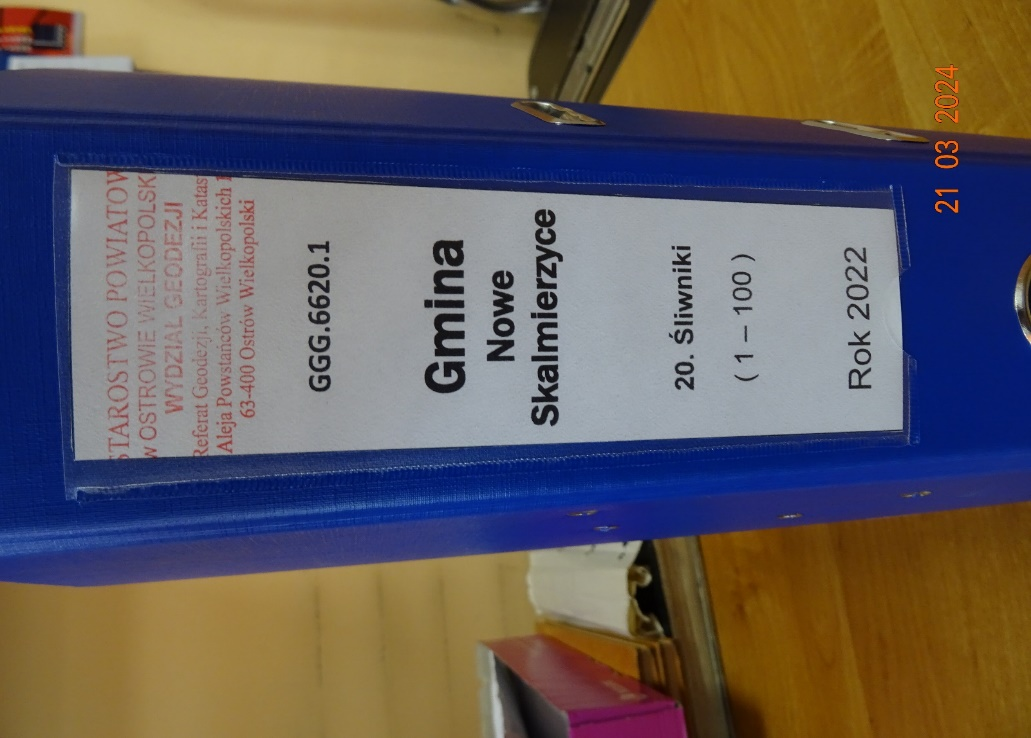 STAROSTWO POWIATOW
w OSTROWIE WIELKOPOLSK
WYDZIAŁ GEODEZJI
Referat Geodezji, Kartografii i Katas
Aleja Powstańców Wielkopolskich 1
63-400 Ostrów Wielkopolski
GGG.6620.1
Gmina
Nowe
Skalmierzyce
20. Śliwniki
( 1 – 100 )
Rok 2022
21 03 2024